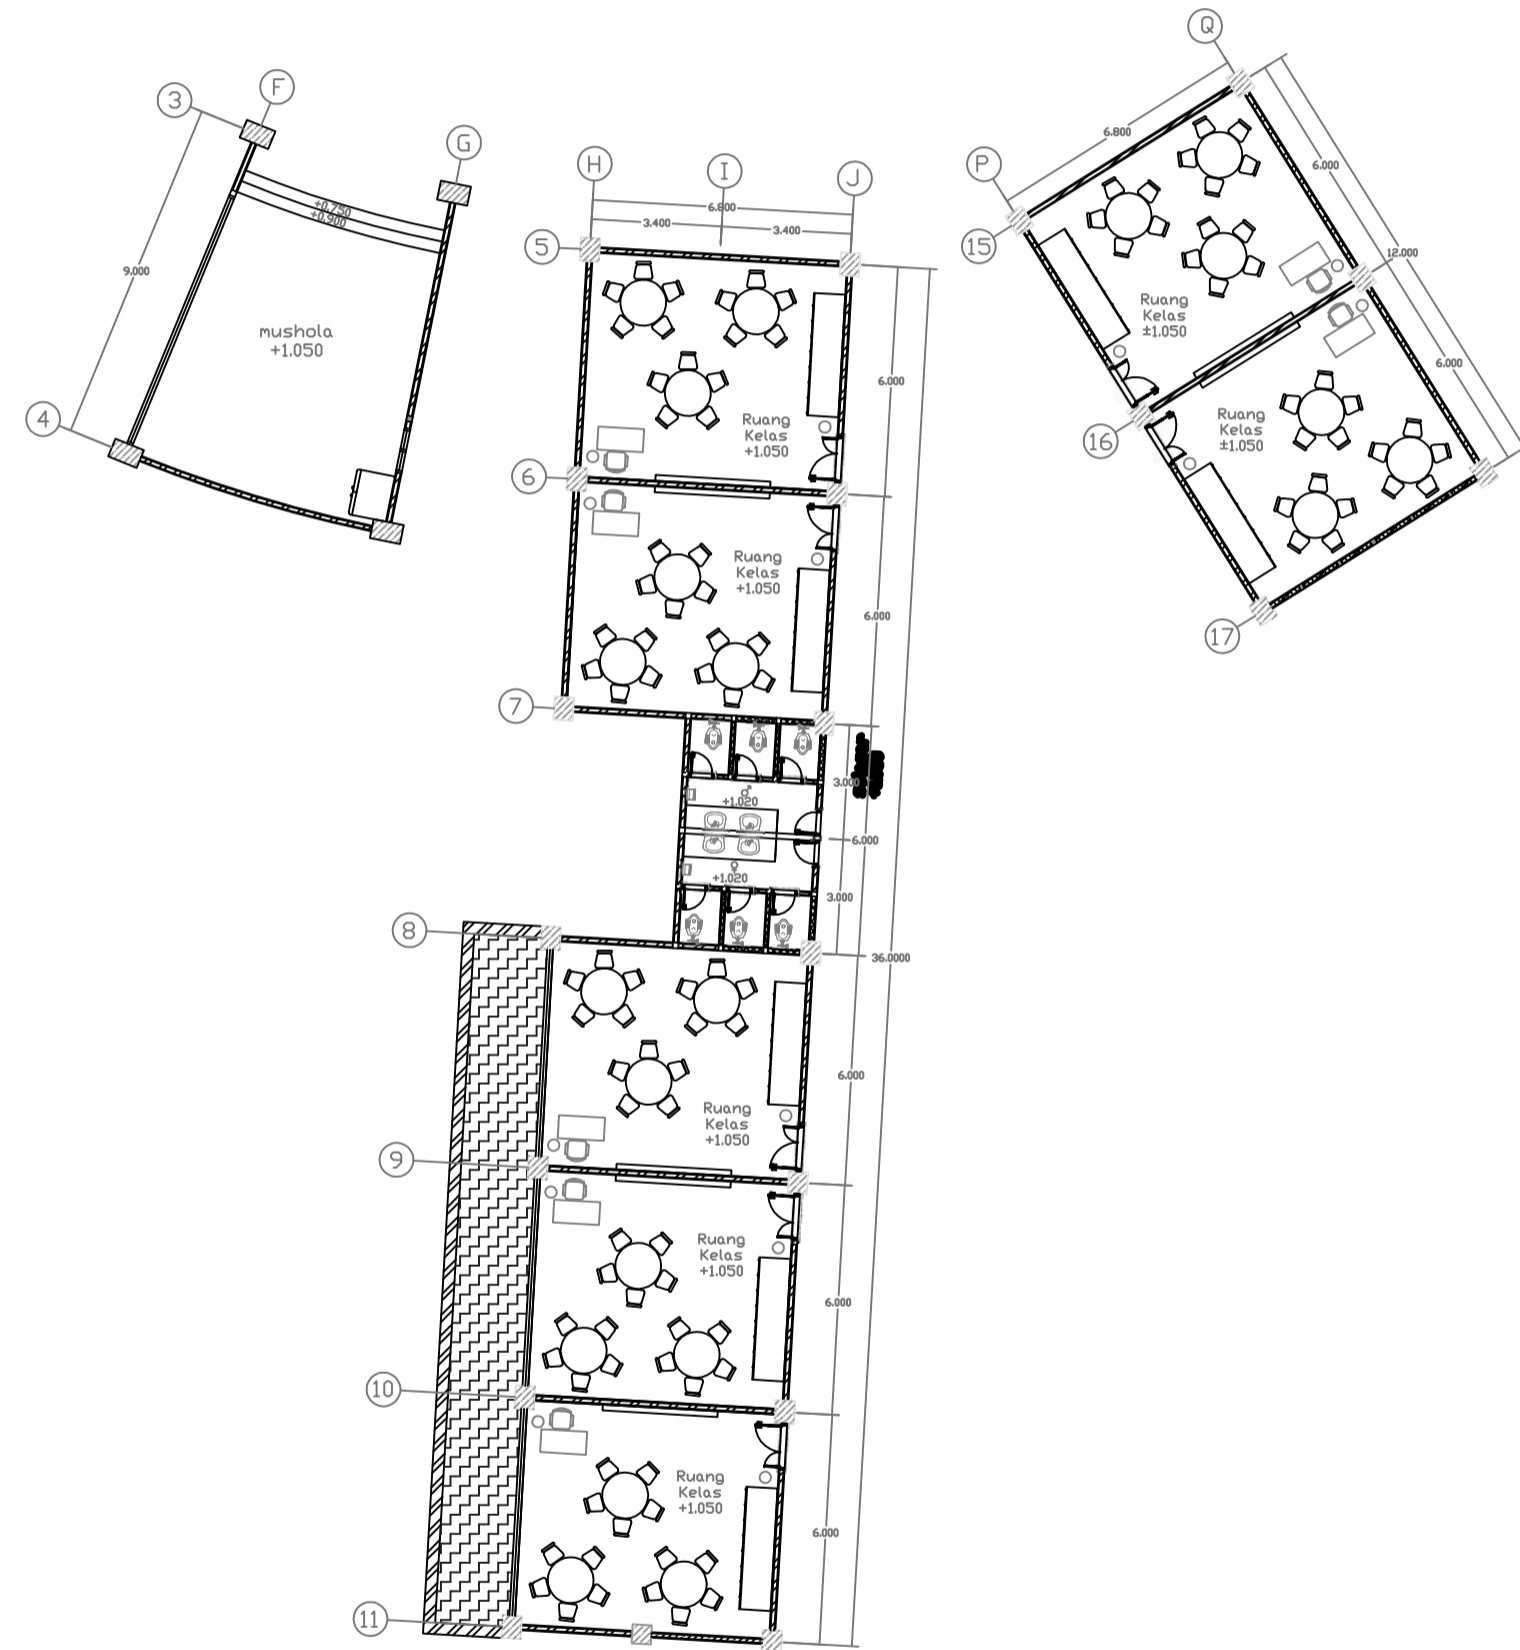 3
F
G
9.000
+0.750
+0.900
mushola
+1.050
4
H
I
J
6.800
3.400
3.400
5
6.000
Ruang
Kelas
+1.050
6
Ruang
Kelas
+1.050
6.000
7
3.000
♂
+1.020
6.000
♀
+1.020
3.000
8
36.0000
6.000
Ruang
Kelas
+1.050
9
Ruang
Kelas
+1.050
6.000
10
Ruang
Kelas
+1.050
6.000
11
Q
6.800
6.000
P
15
12.000
Ruang
Kelas
±1.050
6.000
16
Ruang
Kelas
±1.050
17